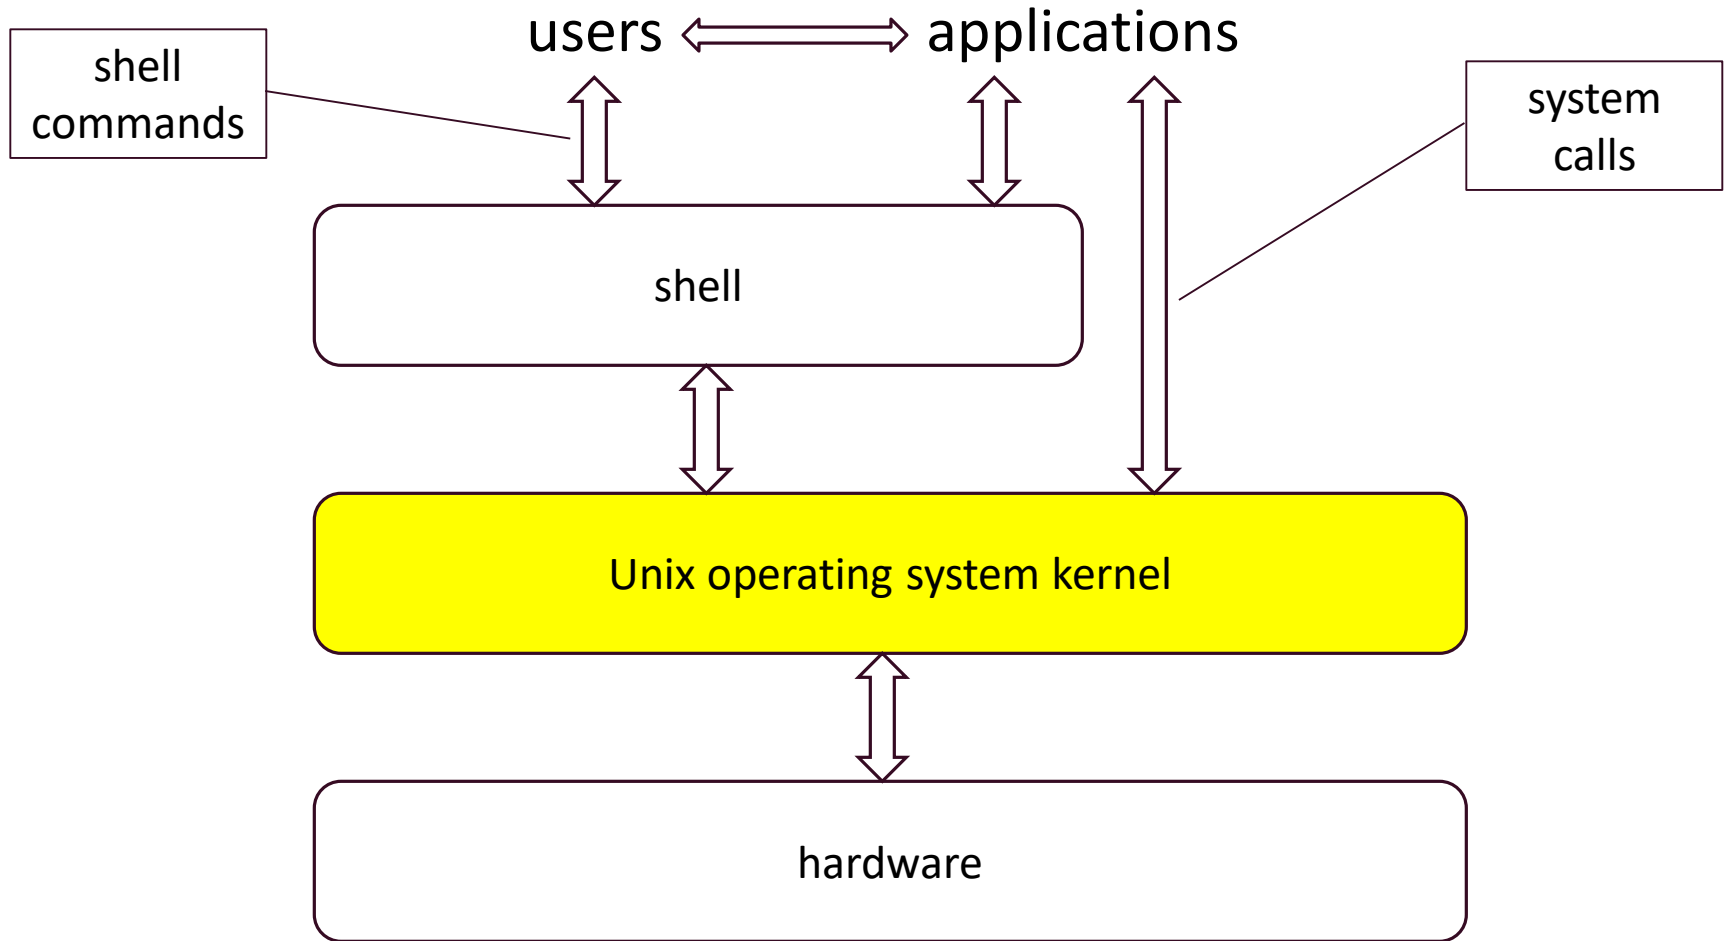 users
applications
shell
commands
system
calls
shell
Unix operating system kernel
hardware